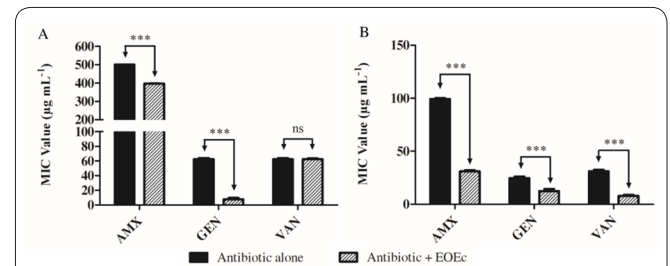 A
MIC Value (µg mL⁻¹)
600
500
400
300
200
100
80
60
40
20
0
***
***
ns
AMX
GEN
VAN
B
MIC Value (µg mL⁻¹)
150
100
50
0
***
***
***
AMX
GEN
VAN
Antibiotic alone
Antibiotic + EOEc